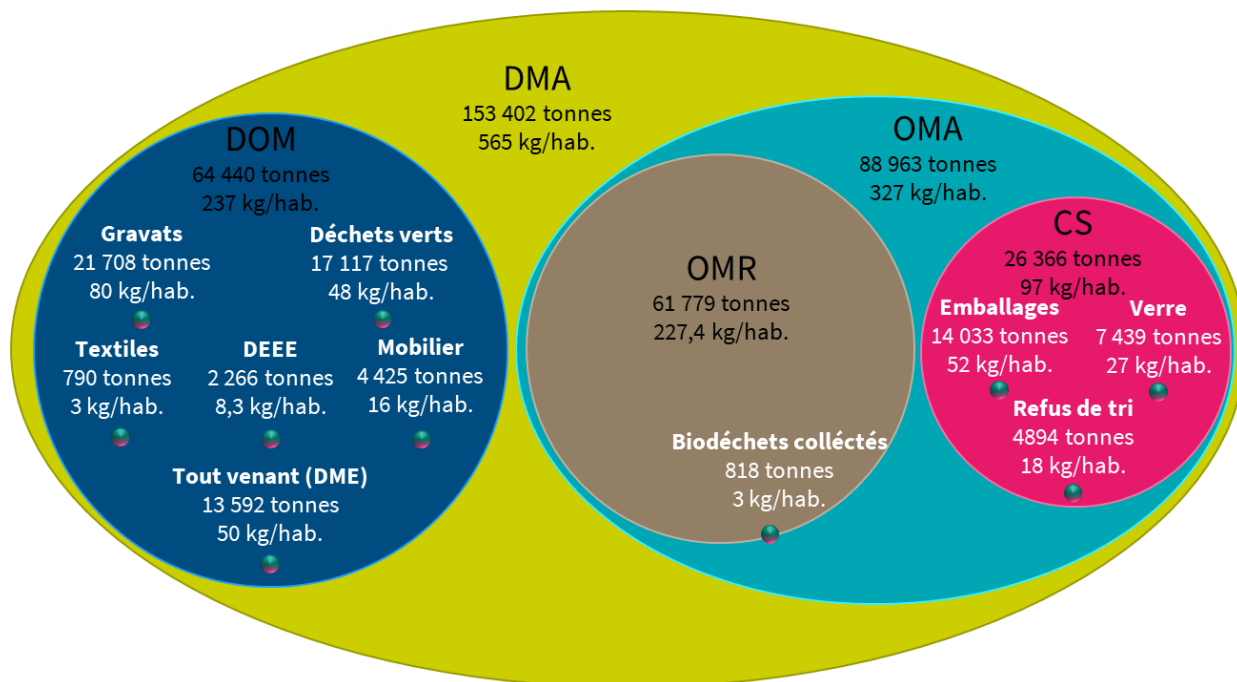 DMA
153 402 tonnes
565 kg/hab.
DOM
64 440 tonnes
237 kg/hab.
Gravats
21 708 tonnes
80 kg/hab.
Déchets verts
17 117 tonnes
48 kg/hab.
Textiles
790 tonnes
3 kg/hab.
DEEE
2 266 tonnes
8,3 kg/hab.
Mobilier
4 425 tonnes
16 kg/hab.
Tout venant (DME)
13 592 tonnes
50 kg/hab.
OMA
88 963 tonnes
327 kg/hab.
OMR
61 779 tonnes
227,4 kg/hab.
Biodéchets colléctés
818 tonnes
3 kg/hab.
CS
26 366 tonnes
97 kg/hab.
Emballages
14 033 tonnes
52 kg/hab.
Verre
7 439 tonnes
27 kg/hab.
Refus de tri
4894 tonnes
18 kg/hab.